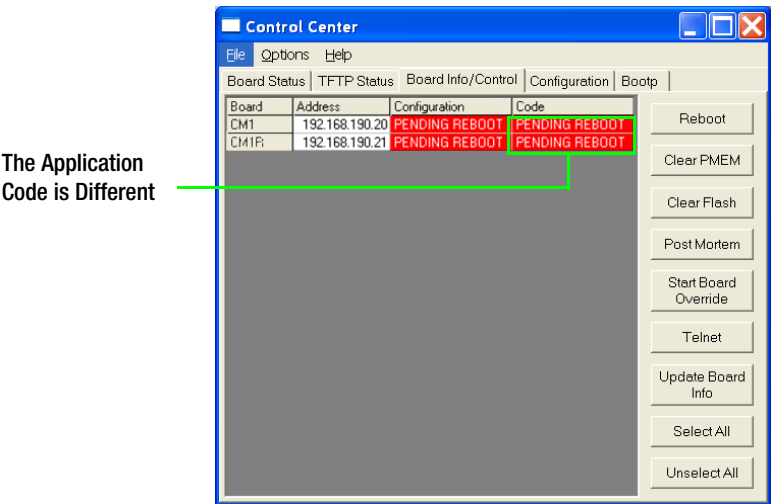 Control Center
File Options Help
Board Status TFTP Status Board Info/Control Configuration Bootp
Board Address Configuration Code
CM1 192.168.190.20 PENDING REBOOT PENDING REBOOT
CM1R: 192.168.190.21 PENDING REBOOT PENDING REBOOT
The Application
Code is Different
Reboot
Clear PMEM
Clear Flash
Post Mortem
Start Board
Override
Telnet
Update Board
Info
Select All
Unselect All